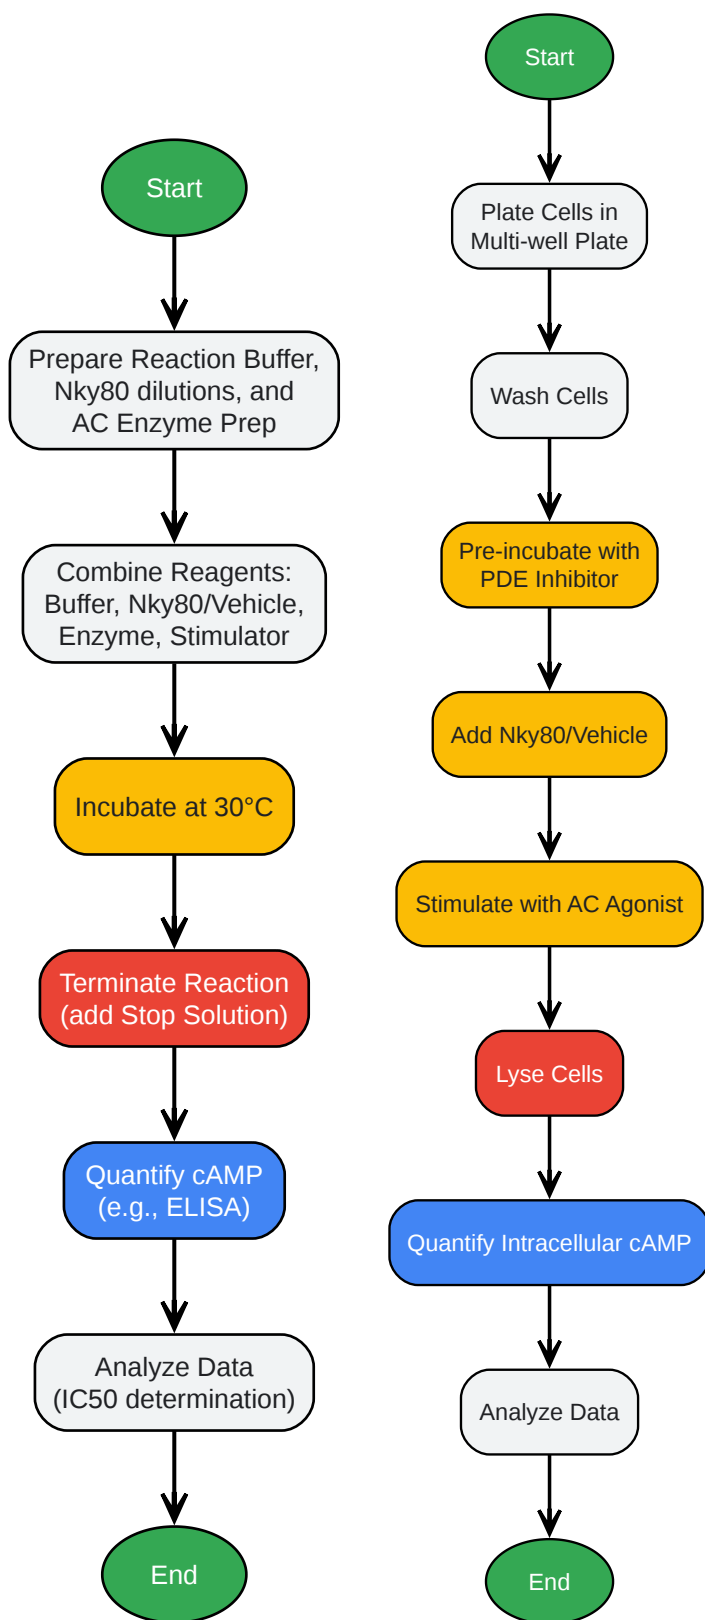 Start
Prepare Reaction Buffer,
Nky80 dilutions, and
AC Enzyme Prep
Combine Reagents:
Buffer, Nky80/Vehicle,
Enzyme, Stimulator
Incubate at 30°C
Terminate Reaction
(add Stop Solution)
Quantify cAMP
(e.g., ELISA)
Analyze Data
(IC50 determination)
End
Start
Plate Cells in
Multi-well Plate
Wash Cells
Pre-incubate with
PDE Inhibitor
Add Nky80/Vehicle
Stimulate with AC Agonist
Lyse Cells
Quantify Intracellular cAMP
Analyze Data
End